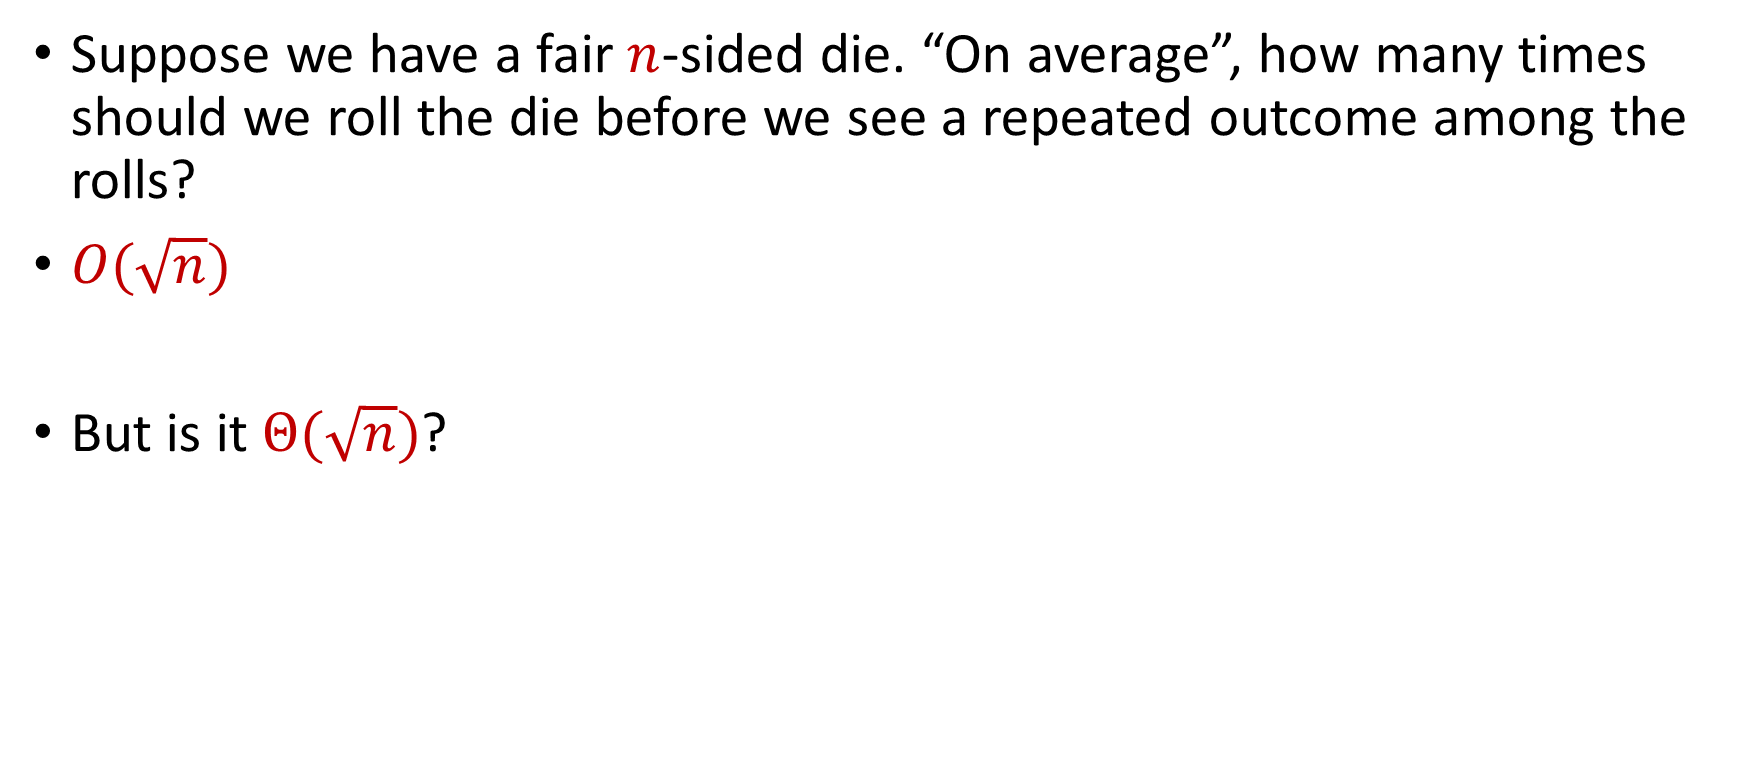 • Suppose we have a fair n-sided die. “On average”, how many times
should we roll the die before we see a repeated outcome among the
rolls?
• O(√n)
• But is it Θ(√n)?